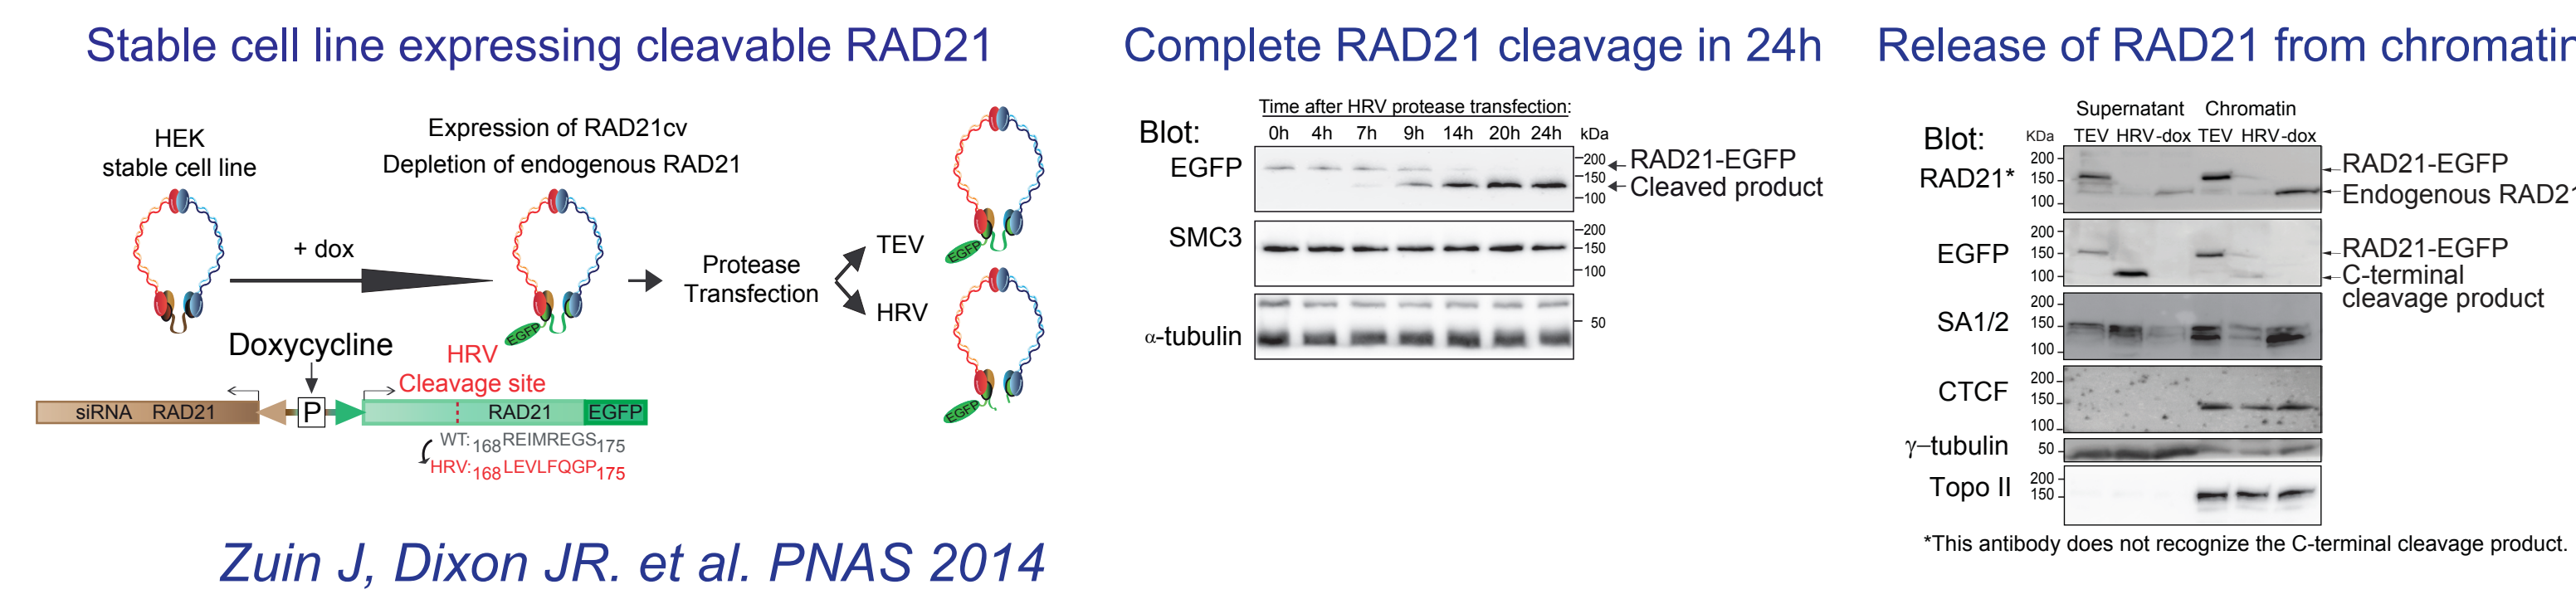 Stable cell line expressing cleavable RAD21
HEK
stable cell line
+ dox
Expression of RAD21cv
Depletion of endogenous RAD21
EGFP
Protease
Transfection
TEV
HRV
EGFP
EGFP
Doxycycline
HRV
Cleavage site
siRNA RAD21
P
RAD21
EGFP
WT:168REIMREGS175
HRV:168LEVLFQGP175
Zuin J, Dixon JR. et al. PNAS 2014
Complete RAD21 cleavage in 24h
Time after HRV protease transfection:
Blot:
0h 4h 7h 9h 14h 20h 24h kDa
EGFP
200
150
100
RAD21-EGFP
Cleaved product
SMC3
200
150
100
α-tubulin
50
Release of RAD21 from chromatin
Supernatant Chromatin
Blot:
KDa TEV HRV -dox TEV HRV -dox
RAD21*
200
150
100
RAD21-EGFP
Endogenous RAD21
EGFP
200
150
100
RAD21-EGFP
C-terminal
cleavage product
SA1/2
200
150
100
CTCF
200
150
100
γ–tubulin
50
Topo II
200
150
*This antibody does not recognize the C-terminal cleavage product.